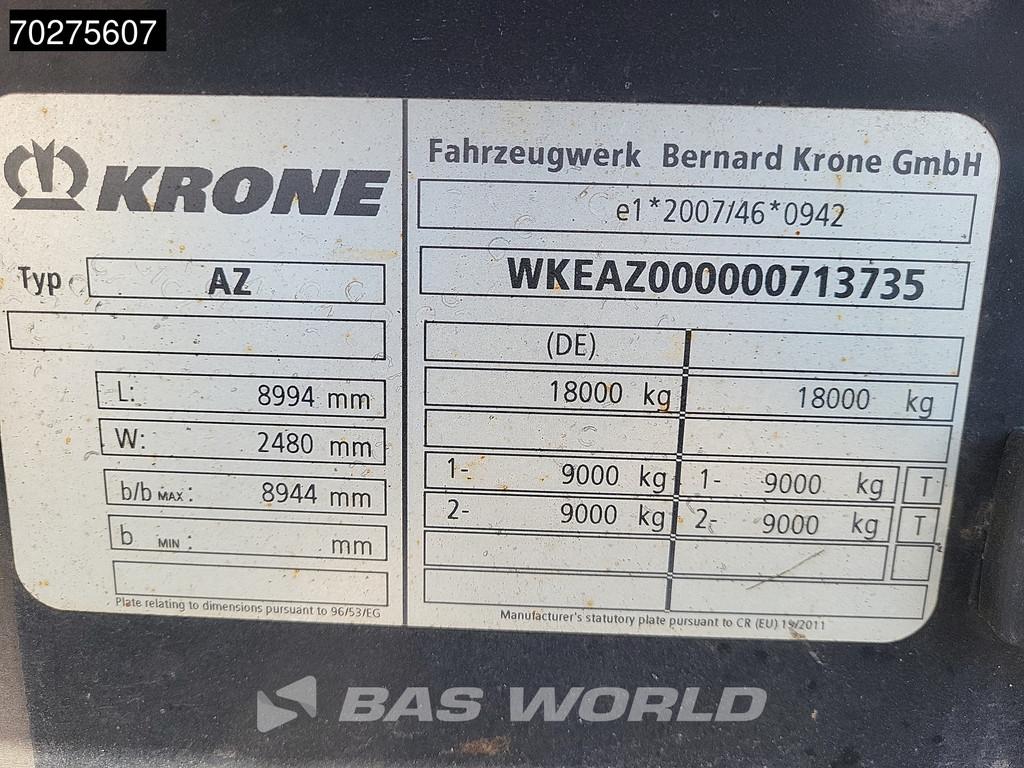 70275607
KRONE
Typ AZ
L: 8994 mm
W: 2480 mm
b/b MAX: 8944 mm
b MIN: mm
Plate relating to dimensions pursuant to 96/53/EG
Fahrzeugwerk Bernard Krone GmbH
e1*2007/46*0942
WKEAZ000000713735
(DE)
18000 kg 18000 kg
1- 9000 kg 1- 9000 kg T
2- 9000 kg 2- 9000 kg T
Manufacturer's statutory plate pursuant to CR (EU) 19/2011
BAS WORLD